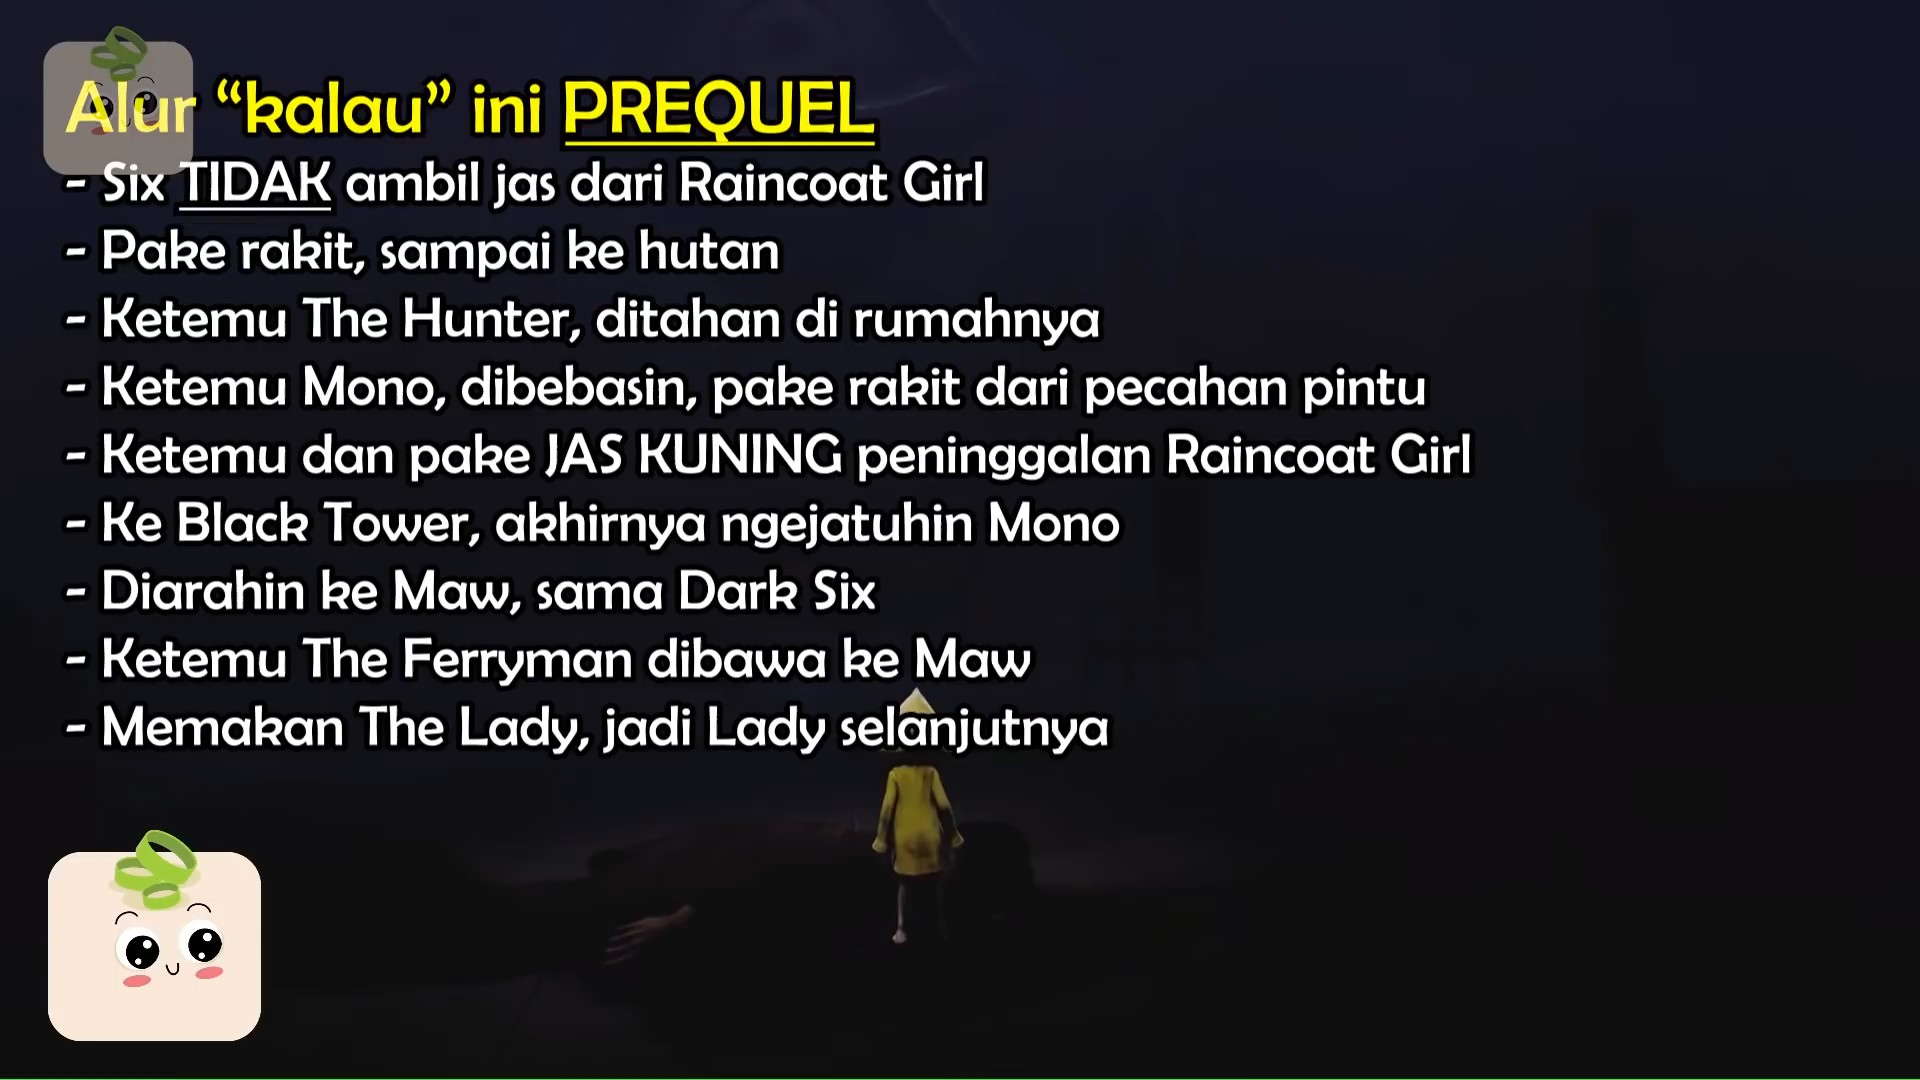 Alur “kalau” ini PREQUEL
- Six TIDAK ambil jas dari Raincoat Girl
- Pake rakit, sampai ke hutan
- Ketemu The Hunter, ditahan di rumahnya
- Ketemu Mono, dibebasin, pake rakit dari pecahan pintu
- Ketemu dan pake JAS KUNING peninggalan Raincoat Girl
- Ke Black Tower, akhirnya ngejatuhin Mono
- Diarahin ke Maw, sama Dark Six
- Ketemu The Ferryman dibawa ke Maw
- Memakan The Lady, jadi Lady selanjutnya